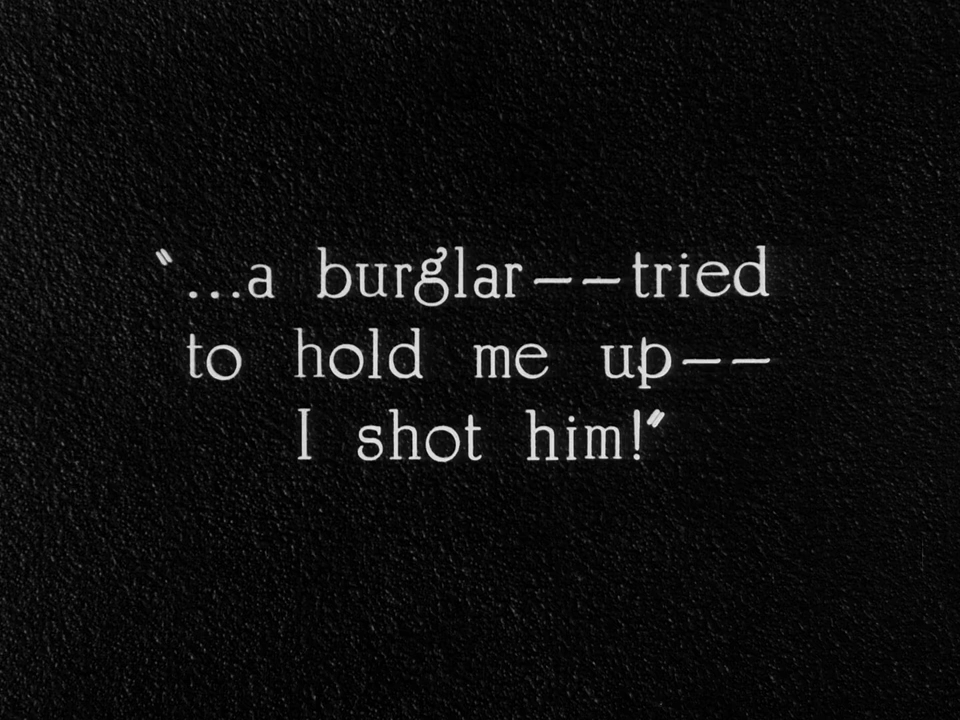 "...a burglar--tried
to hold me up--
I shot him!"